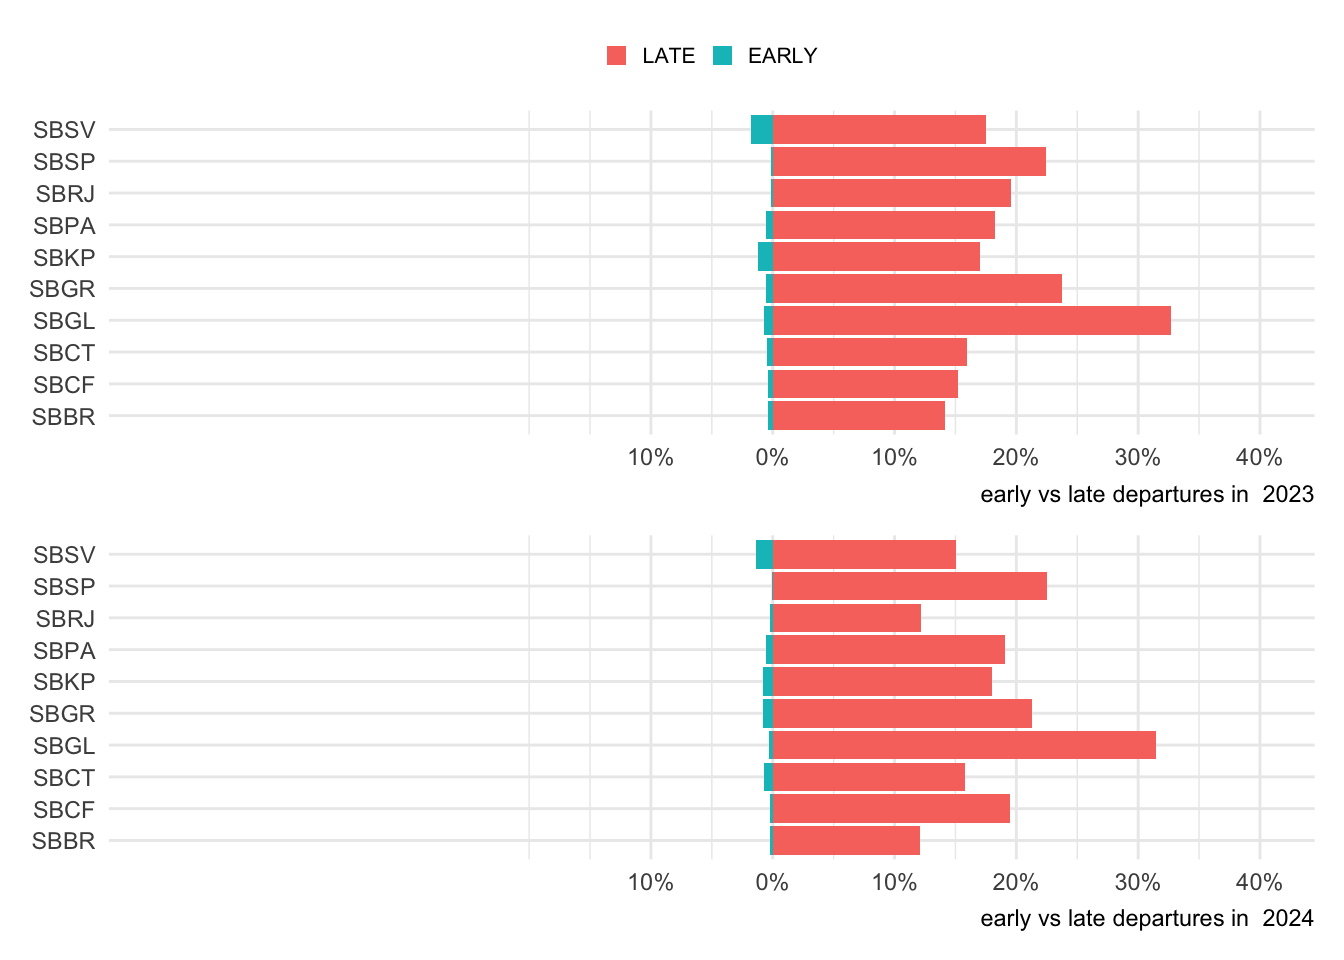 LATE EARLY
SBSV
SBSP
SBRJ
SBPA
SBKP
SBGR
SBGL
SBCT
SBCF
SBBR
10% 0% 10% 20% 30% 40%
early vs late departures in  2023
SBSV
SBSP
SBRJ
SBPA
SBKP
SBGR
SBGL
SBCT
SBCF
SBBR
10% 0% 10% 20% 30% 40%
early vs late departures in  2024